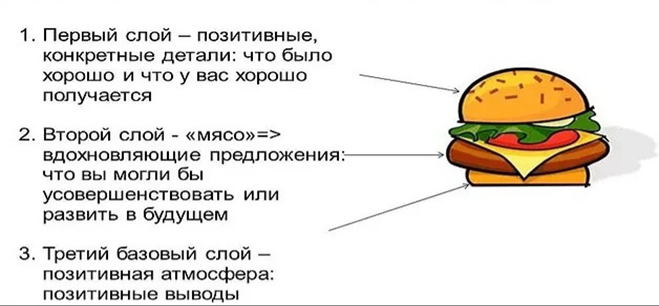 1. Первый слой – позитивные,
конкретные детали: что было
хорошо и что у вас хорошо
получается
2. Второй слой - «мясо»=>
вдохновляющие предложения:
что вы могли бы
усовершенствовать или
развить в будущем
3. Третий базовый слой –
позитивная атмосфера:
позитивные выводы